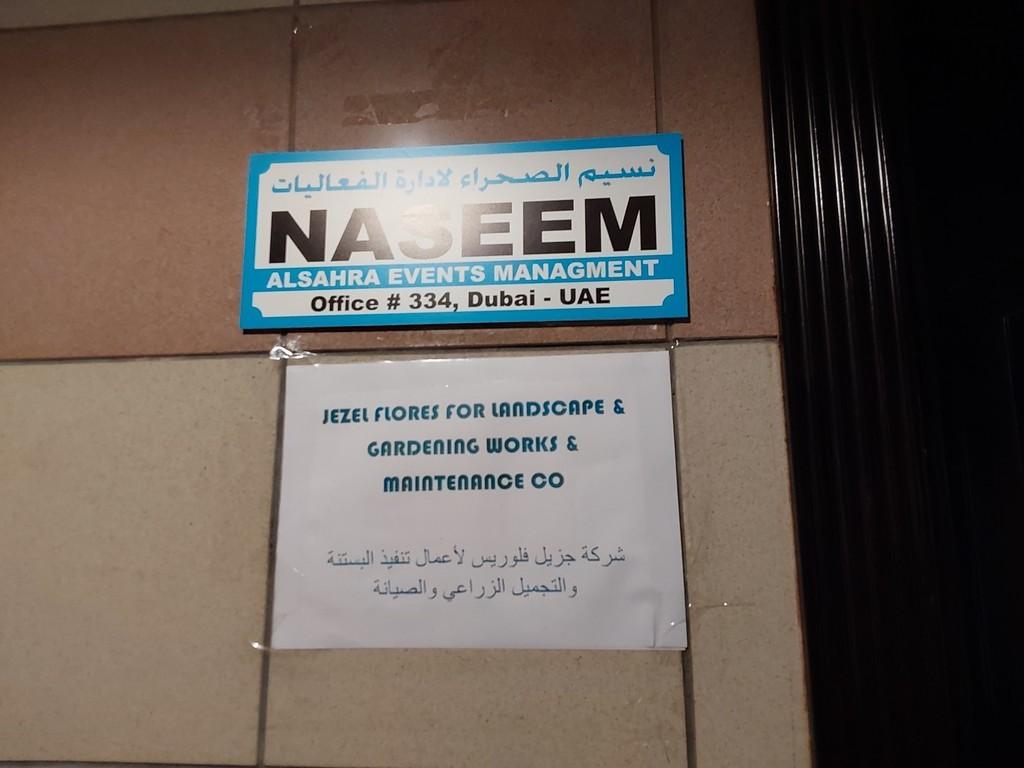 نسيم الصحراء لادارة الفعاليات
NASEEM
ALSAHRA EVENTS MANAGMENT
Office # 334, Dubai - UAE
JEZEL FLORES FOR LANDSCAPE &
GARDENING WORKS &
MAINTENANCE CO
شركة جزيل فلوريس لأعمال تنفيذ البستنة
والتجميل الزراعي والصيانة